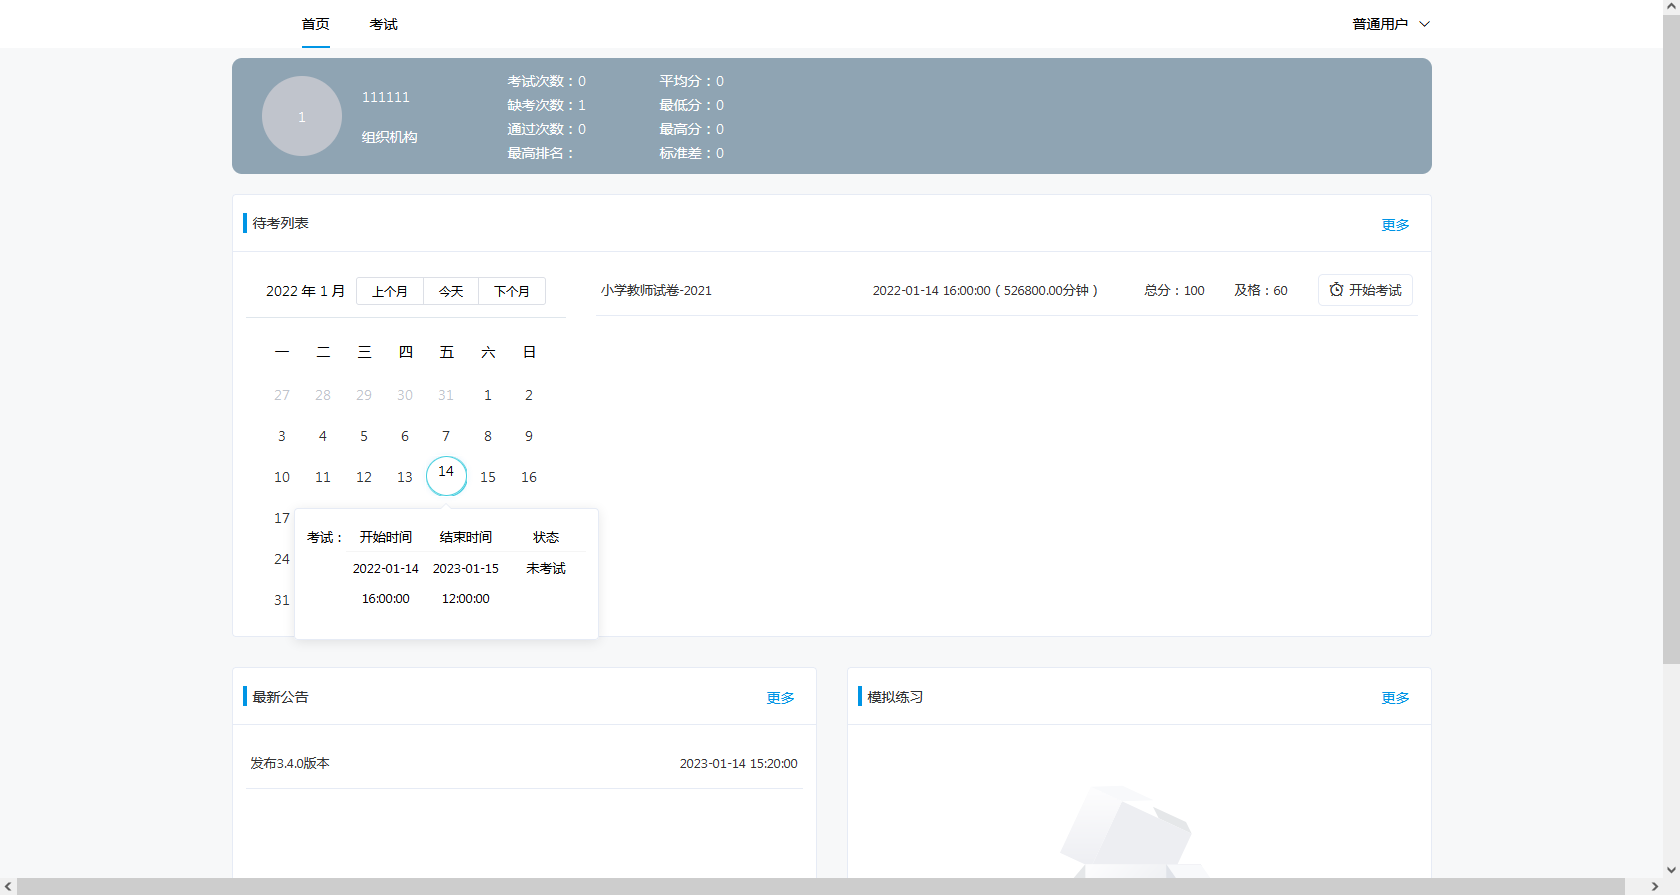 首页 考试 普通用户
1
111111
组织机构
考试次数：0 平均分：0
缺考次数：1 最低分：0
通过次数：0 最高分：0
最高排名： 标准差：0
待考列表 更多
2022 年 1 月 上个月 今天 下个月
小学教师试卷-2021 2022-01-14 16:00:00（526800.00分钟） 总分：100 及格：60 开始考试
一 二 三 四 五 六 日
27 28 29 30 31 1 2
3 4 5 6 7 8 9
10 11 12 13 14 15 16
17
24
31
考试： 开始时间 结束时间 状态
2022-01-14 2023-01-15 未考试
16:00:00 12:00:00
最新公告 更多
发布3.4.0版本 2023-01-14 15:20:00
模拟练习 更多